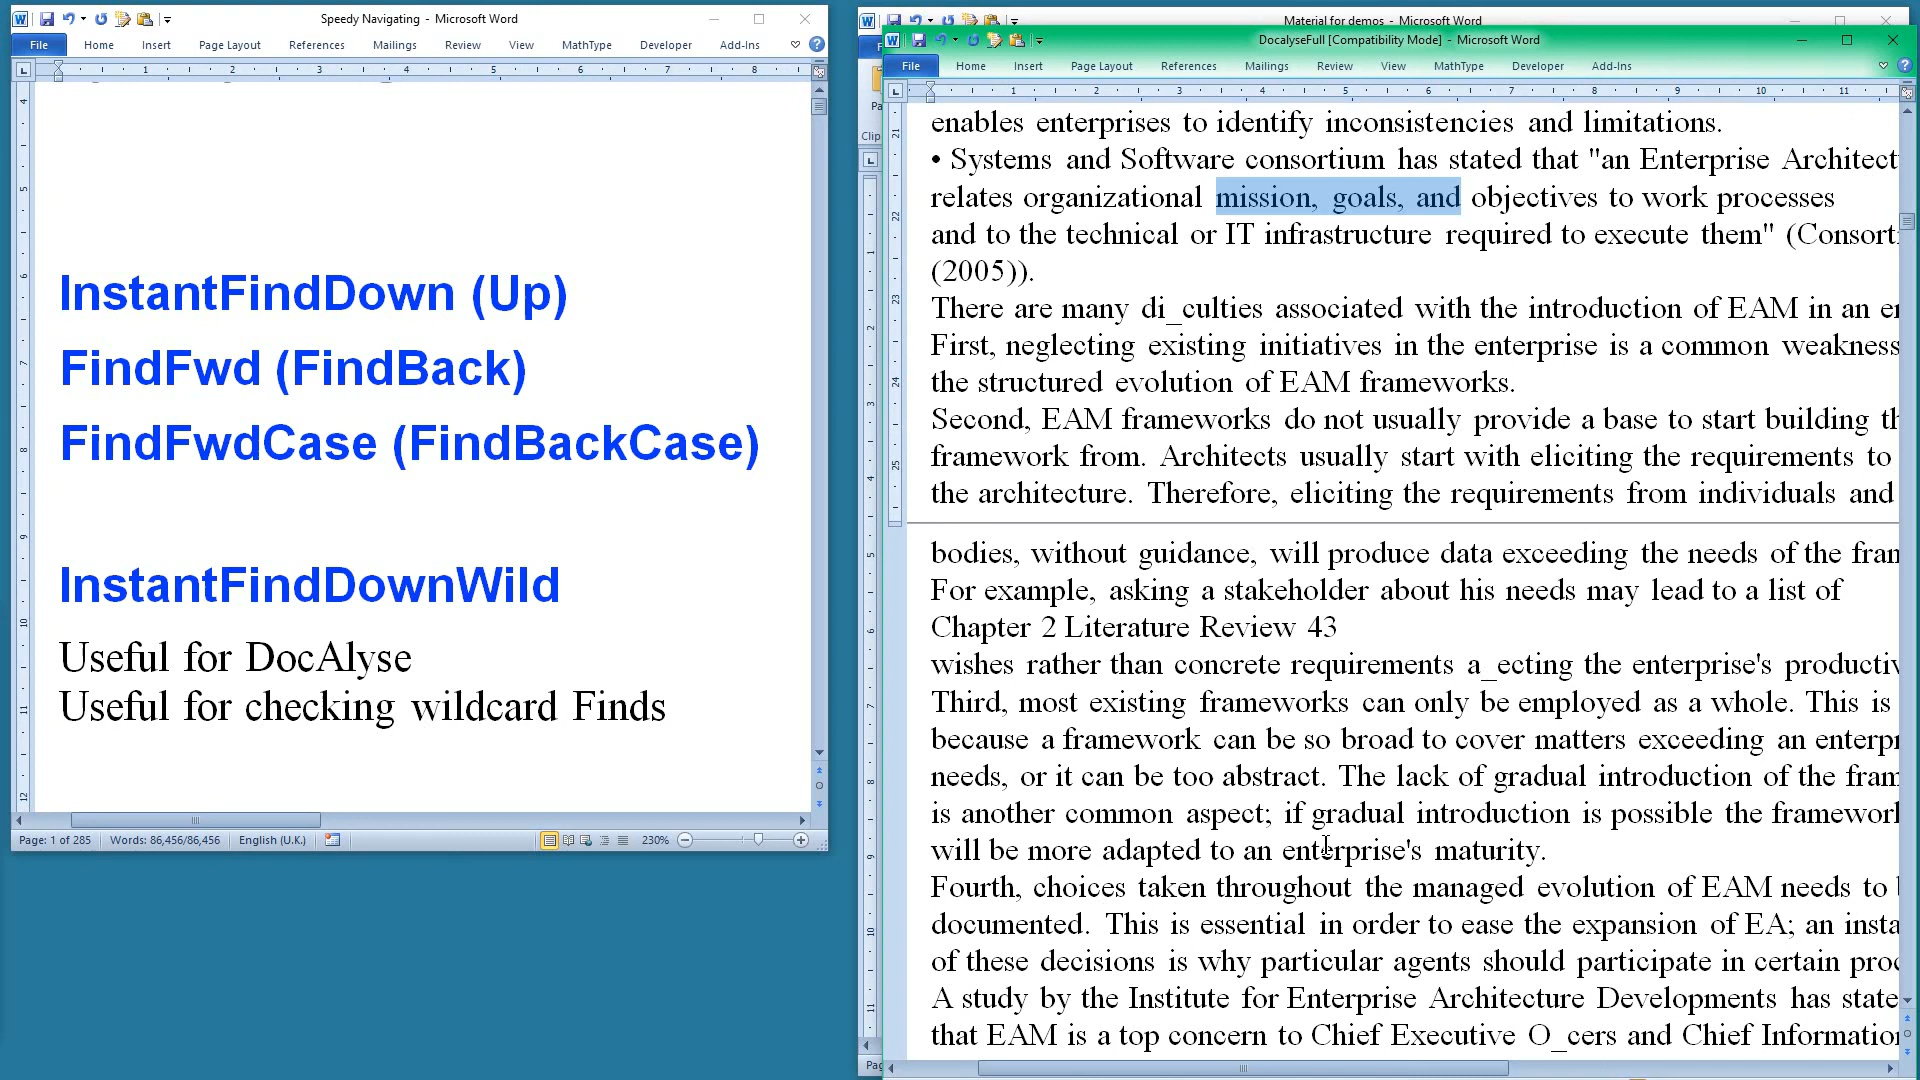 Speedy Navigating - Microsoft Word
File Home Insert Page Layout References Mailings Review View MathType Developer Add-Ins
InstantFindDown (Up)
FindFwd (FindBack)
FindFwdCase (FindBackCase)
InstantFindDownWild
Useful for DocAlyse
Useful for checking wildcard Finds
Page: 1 of 285 Words: 86,456/86,456 English (U.K.) 230%
Material for demos - Microsoft Word
DocalyseFull [Compatibility Mode] - Microsoft Word
File Home Insert Page Layout References Mailings Review View MathType Developer Add-Ins
Clip
enables enterprises to identify inconsistencies and limitations.
• Systems and Software consortium has stated that "an Enterprise Architect
relates organizational mission, goals, and objectives to work processes
and to the technical or IT infrastructure required to execute them" (Consort
(2005)).
There are many di_culties associated with the introduction of EAM in an
First, neglecting existing initiatives in the enterprise is a common weakness
the structured evolution of EAM frameworks.
Second, EAM frameworks do not usually provide a base to start building
framework from. Architects usually start with eliciting the requirements to
the architecture. Therefore, eliciting the requirements from individuals and
bodies, without guidance, will produce data exceeding the needs of the
For example, asking a stakeholder about his needs may lead to a list of
Chapter 2 Literature Review 43
wishes rather than concrete requirements a_ecting the enterprise's
Third, most existing frameworks can only be employed as a whole. This is
because a framework can be so broad to cover matters exceeding an
needs, or it can be too abstract. The lack of gradual introduction of the
is another common aspect; if gradual introduction is possible the framework
will be more adapted to an enterprise's maturity.
Fourth, choices taken throughout the managed evolution of EAM needs to
documented. This is essential in order to ease the expansion of EA; an
of these decisions is why particular agents should participate in certain
A study by the Institute for Enterprise Architecture Developments has state
that EAM is a top concern to Chief Executive O_cers and Chief Information